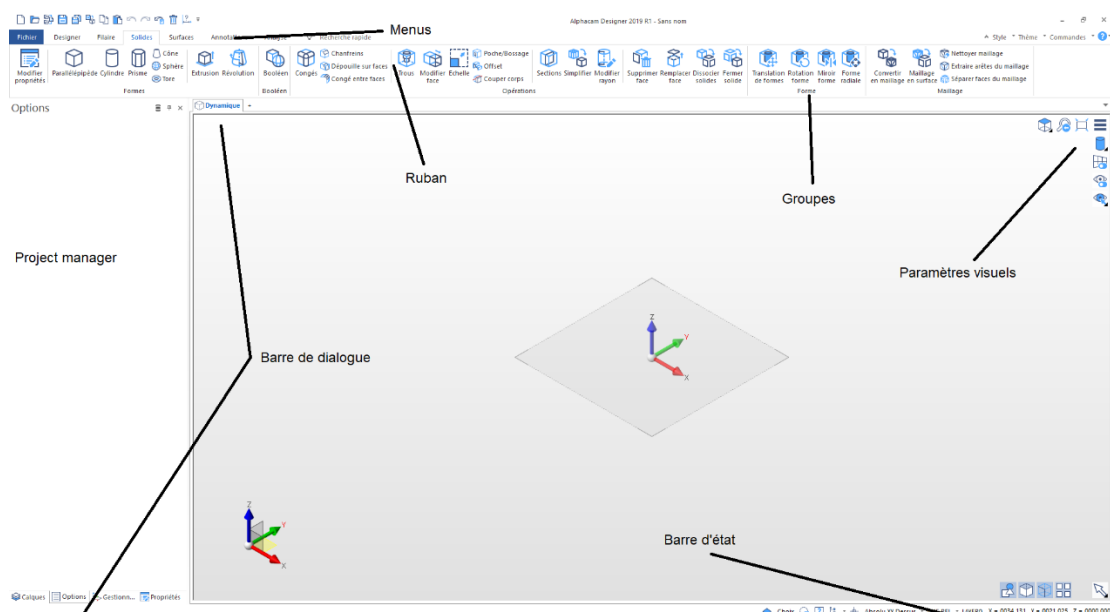 Alphacam Designer 2019 R1 - Sans nom
Fichier Designer Filaire Solides Surfaces Recherche rapide Style Thème Commandes
Menus
Modifier propriétés
Parallélépipède Cylindre Prisme
Cône
Sphère
Tore
Extrusion Révolution
Booléen
Congés
Chanfreins
Dépouille sur faces
Congé entre faces
Trous
Modifier face
Echelle
Poche/Bossage
Offset
Couper corps
Sections Simplifier
Modifier rayon
Supprimer face
Remplacer face
Dissocier solides
Fermer solide
Translation de formes
Rotation forme
Miroir forme
Forme radiale
Convertir en maillage
Maillage en surface
Nettoyer maillage
Extraire arêtes du maillage
Séparer faces du maillage
Formes Booléen Opérations Forme Maillage
Options
Dynamique
Ruban
Groupes
Project manager
Paramètres visuels
Z
Y
X
Barre de dialogue
Z
Y
X
Barre d'état
Calques Options Gestionn... Propriétés
Choix